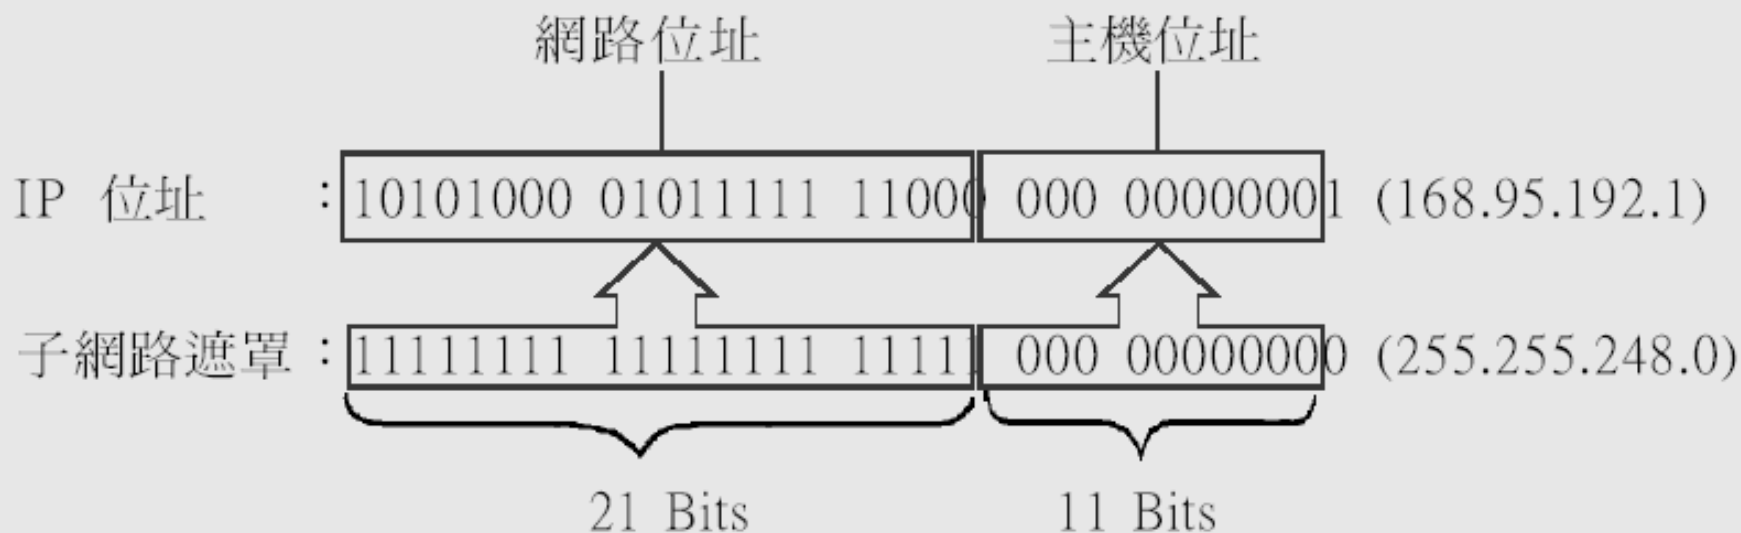 網路位址 主機位址
IP 位址 : 10101000 01011111 11000 000 00000001 (168.95.192.1)
子網路遮罩 : 11111111 11111111 11111 000 00000000 (255.255.248.0)
21 Bits 11 Bits